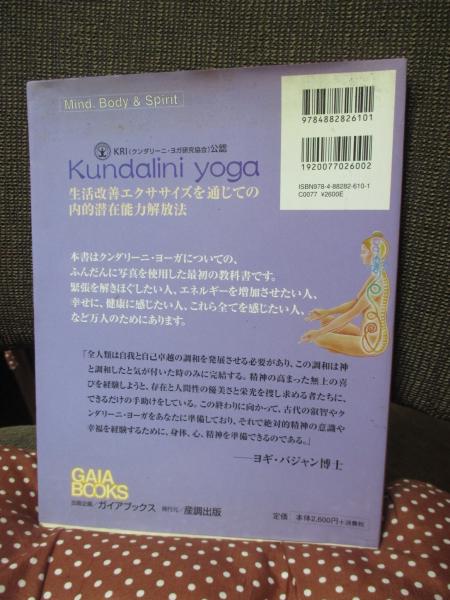 Mind, Body & Spirit
9784882826101
1920077026002
ISBN978-4-88282-610-1
C0077 ¥2600E
KRI(クンダリーニ・ヨガ研究協会)公認
Kundalini yoga
生活改善エクササイズを通じての
内的潜在能力解放法
本書はクンダリーニ・ヨーガについての、
ふんだんに写真を使用した最初の教科書です。
緊張を解きほぐしたい人、エネルギーを増加させたい人、
幸せに、健康に感じたい人、これら全てを感じたい人、
など万人のためにあります。
「全人類は自我と自己卓越の調和を発展させる必要があり、この調和は神
と調和したと気が付いた時のみに完結する。精神の高まった無上の喜
びを経験しようと、存在と人間性の優美さと栄光を捜し求める者たちに、
できるだけの手助けをしている。この終わりに向かって、古代の叡智やク
ンダリーニ・ヨーガをあなたに準備しており、それで絶対的精神の意識や
幸福を経験するために、身体、心、精神を準備できるのである。」
——ヨギ・バジャン博士
GAIA
BOOKS
出版企画/ガイアブックス 発行元/産調出版
定価 本体2,600円+消費税